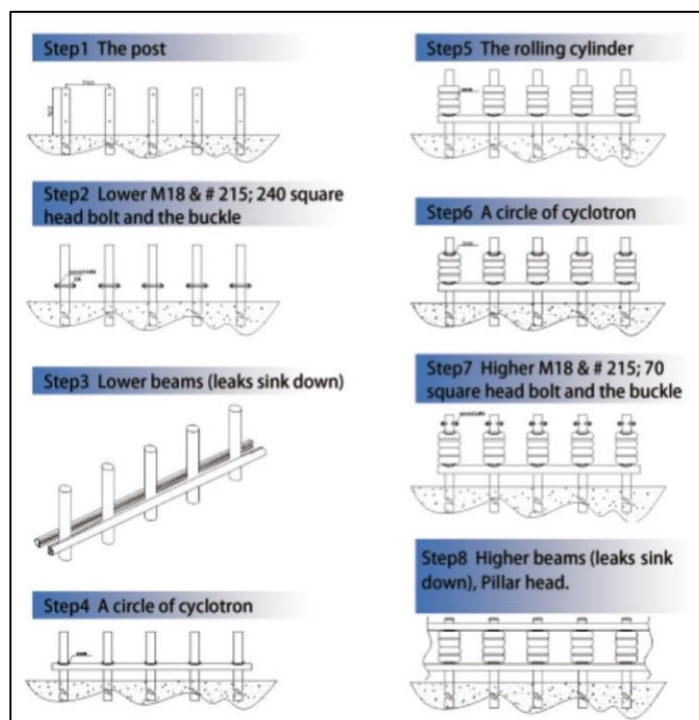 Step1 The post
Step2 Lower M18 & # 215; 240 square
head bolt and the buckle
Step3 Lower beams (leaks sink down)
Step4 A circle of cyclotron
Step5 The rolling cylinder
Step6 A circle of cyclotron
Step7 Higher M18 & # 215; 70
square head bolt and the buckle
Step8 Higher beams (leaks sink
down), Pillar head.